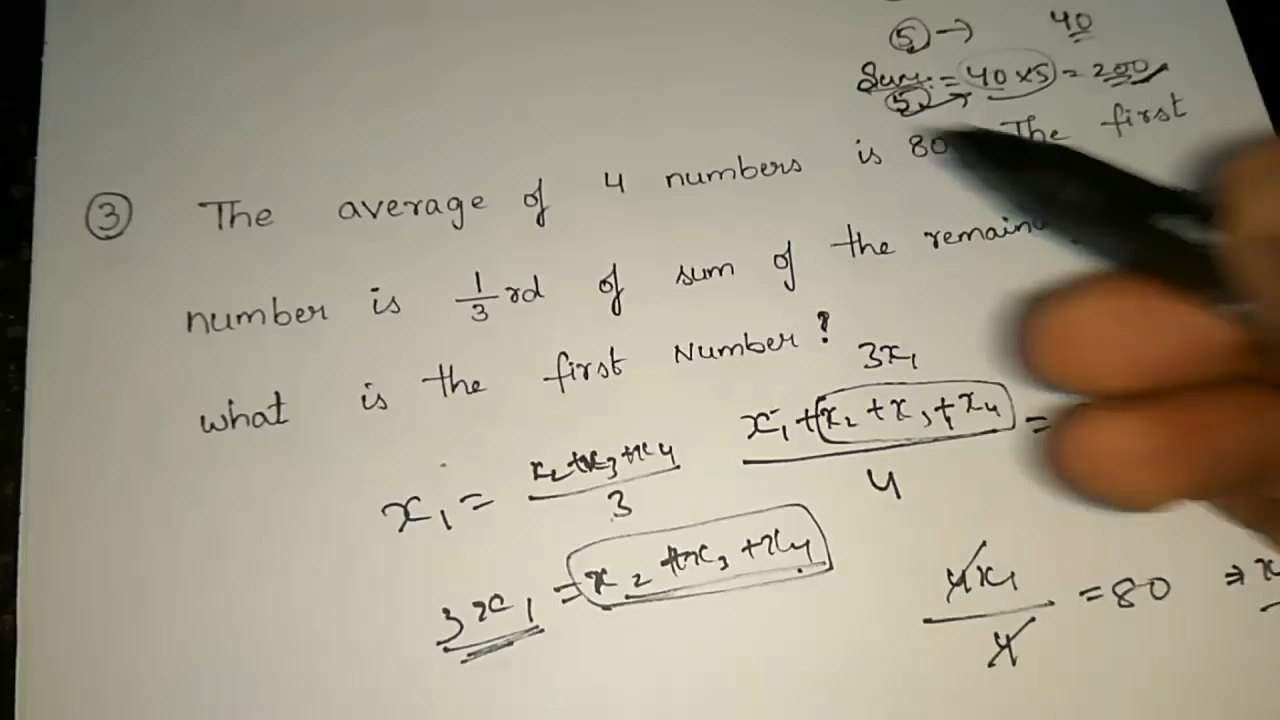 ⑤ → 40
Sum = 40 × 5 = 200
⑤
③ The average of 4 numbers is 80 The first
number is 1/3 rd of sum of the
what is the first Number?
3x₁
x₁ + x₂ + x₃ + x₄ =
4
x₁ = x₂ + x₃ + x₄
3
3x₁ = x₂ + x₃ + x₄
4x₁ = 80 ⇒
4